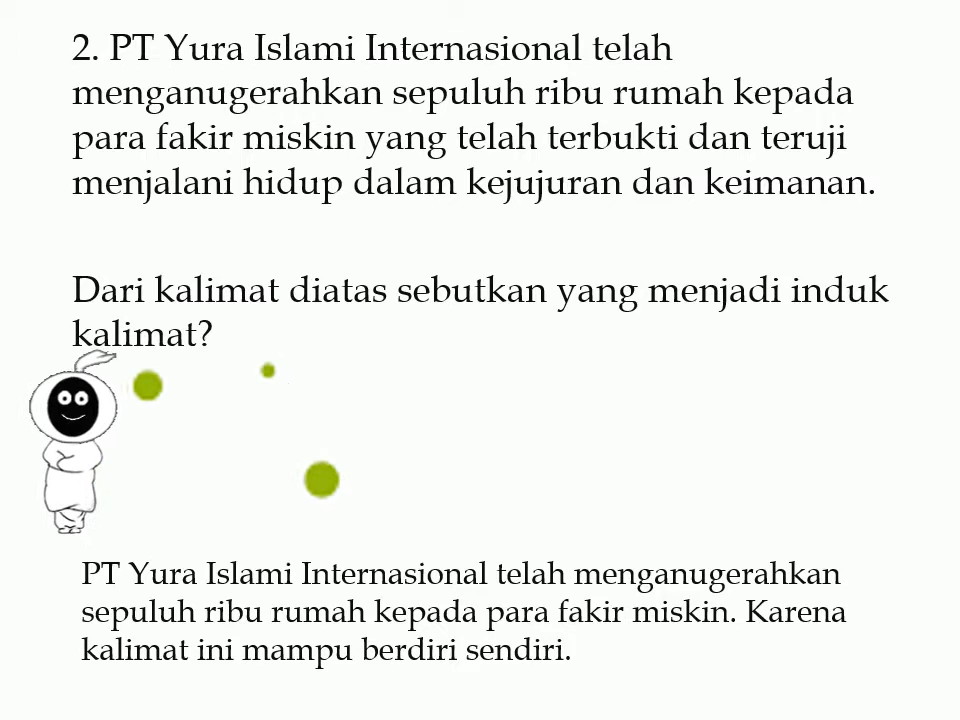 2. PT Yura Islami Internasional telah
menganugerahkan sepuluh ribu rumah kepada
para fakir miskin yang telah terbukti dan teruji
menjalani hidup dalam kejujuran dan keimanan.
Dari kalimat diatas sebutkan yang menjadi induk
kalimat?
PT Yura Islami Internasional telah menganugerahkan
sepuluh ribu rumah kepada para fakir miskin. Karena
kalimat ini mampu berdiri sendiri.